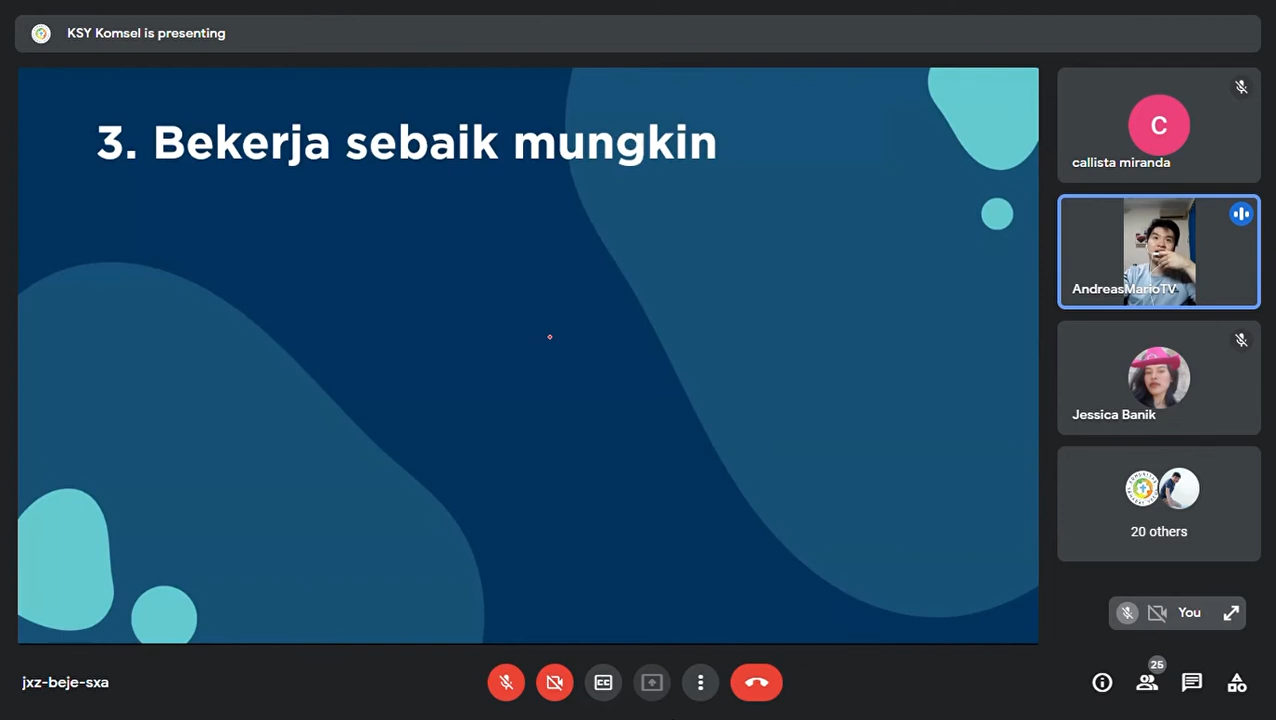 KSY Komsel is presenting
3. Bekerja sebaik mungkin
C
callista miranda
AndreasMarioTV
Jessica Banik
20 others
You
jxz-beje-sxa
CC
25